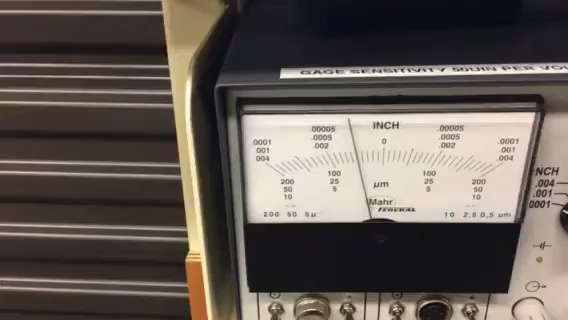 GAGE SENSITIVITY 50UIN PER VO
INCH
.00005 .00005
.0001 .0005 0 .0005 .0001
.001 .002 .002 .001
.004 .004
200 100 100 200
50 25 µm 25 50
10 5 5 10
Mahr
FEDERAL
200 50 5µ 10 2.5 0.5 µm
INCH
.004
.001
.0001